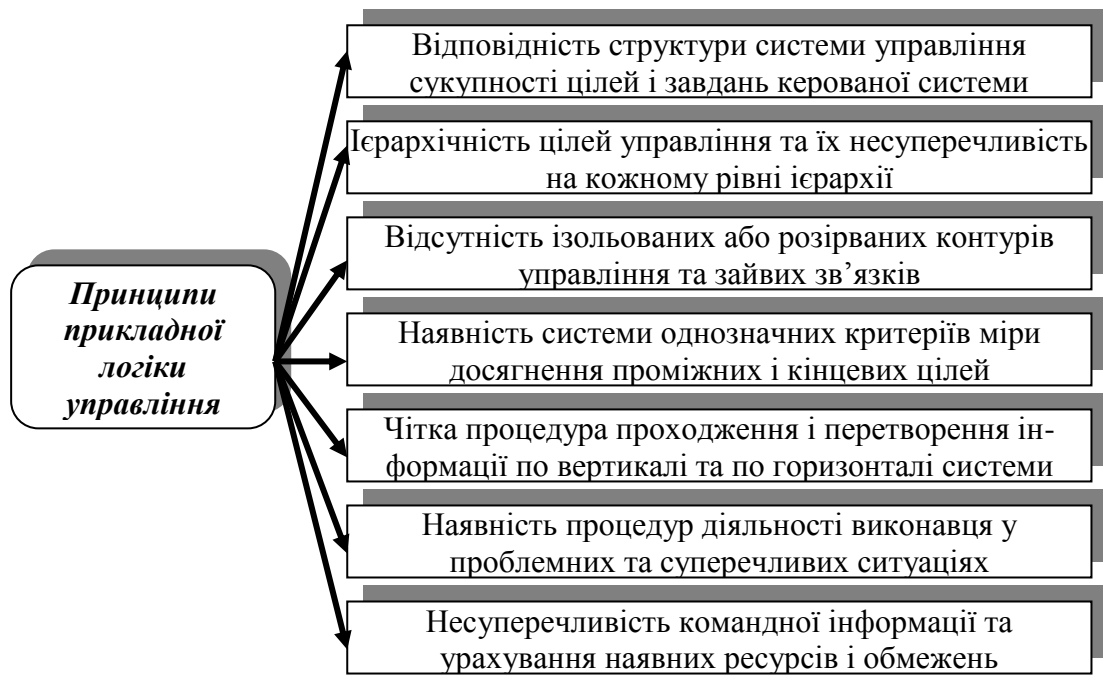 Відповідність структури системи управління
сукупності цілей і завдань керованої системи
Ієрархічність цілей управління та їх несуперечливість
на кожному рівні ієрархії
Відсутність ізольованих або розірваних контурів
управління та зайвих зв’язків
Принципи
прикладної
логіки
управління
Наявність системи однозначних критеріїв міри
досягнення проміжних і кінцевих цілей
Чітка процедура проходження і перетворення ін-
формації по вертикалі та по горизонталі системи
Наявність процедур діяльності виконавця у
проблемних та суперечливих ситуаціях
Несуперечливість командної інформації та
урахування наявних ресурсів і обмежень